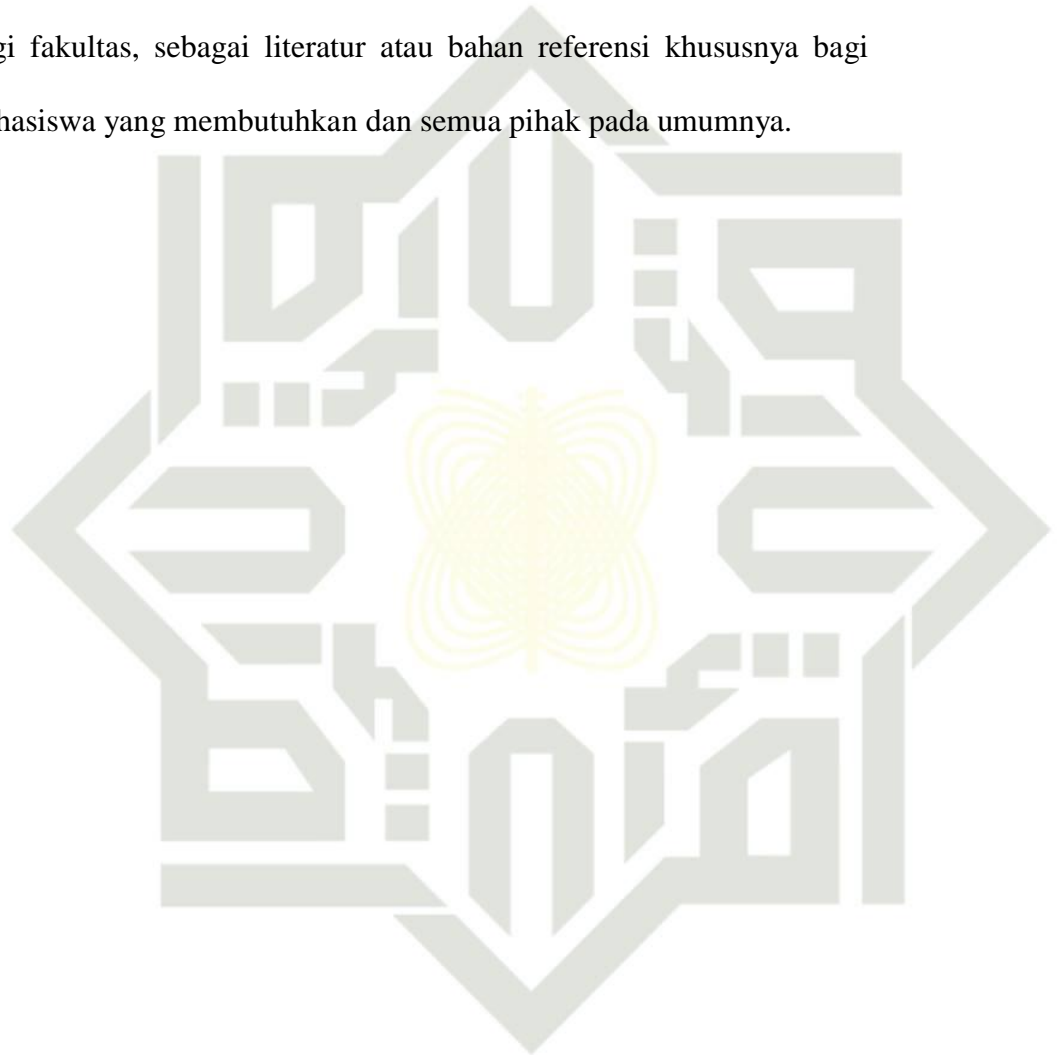 gi fakultas, sebagai literatur atau bahan referensi khususnya bagi
hasiswa yang membutuhkan dan semua pihak pada umumnya.